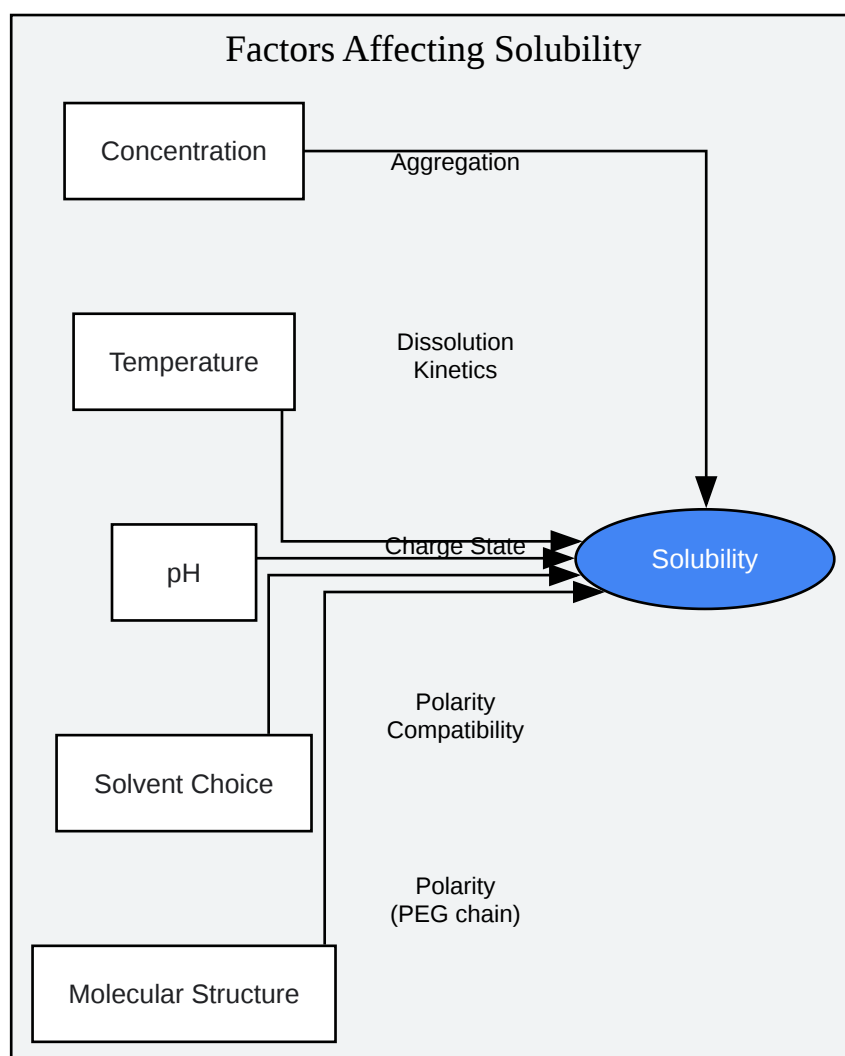 Factors Affecting Solubility
Concentration
Aggregation
Temperature
Dissolution
Kinetics
pH
Charge State
Solubility
Solvent Choice
Polarity
Compatibility
Molecular Structure
Polarity
(PEG chain)